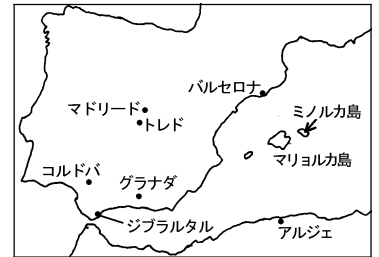 バルセロナ
ミノルカ島
マドリード
トレド
マリョルカ島
コルドバ
グラナダ
ジブラルタル
アルジェ